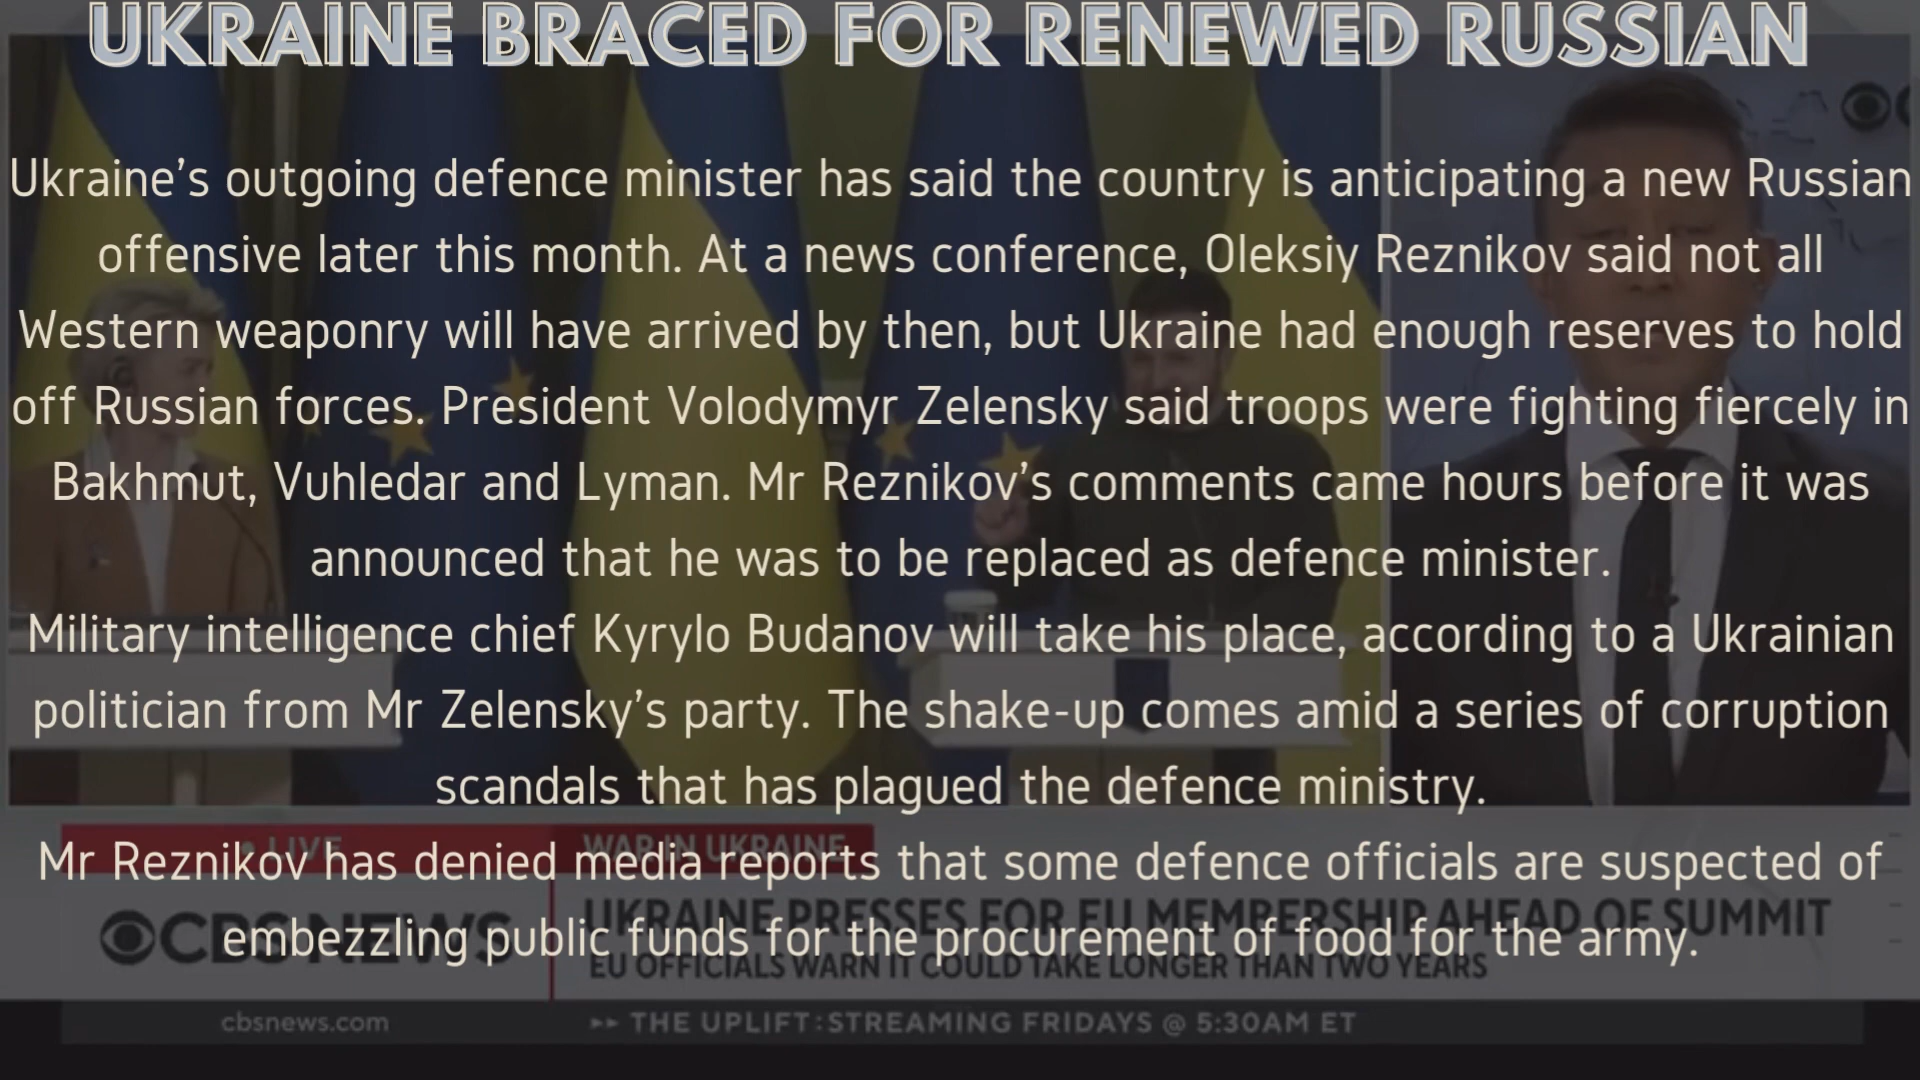 UKRAINE BRACED FOR RENEWED RUSSIAN
Ukraine’s outgoing defence minister has said the country is anticipating a new Russian
offensive later this month. At a news conference, Oleksiy Reznikov said not all
Western weaponry will have arrived by then, but Ukraine had enough reserves to hold
off Russian forces. President Volodymyr Zelensky said troops were fighting fiercely in
Bakhmut, Vuhledar and Lyman. Mr Reznikov’s comments came hours before it was
announced that he was to be replaced as defence minister.
Military intelligence chief Kyrylo Budanov will take his place, according to a Ukrainian
politician from Mr Zelensky’s party. The shake-up comes amid a series of corruption
scandals that has plagued the defence ministry.
LIVE WAR IN UKRAINE
Mr Reznikov has denied media reports that some defence officials are suspected of
UKRAINE PRESSES FOR EU MEMBERSHIP AHEAD OF SUMMIT
CBS NEWS
embezzling public funds for the procurement of food for the army.
EU OFFICIALS WARN IT COULD TAKE LONGER THAN TWO YEARS
cbsnews.com
THE UPLIFT: STREAMING FRIDAYS @ 5:30AM ET